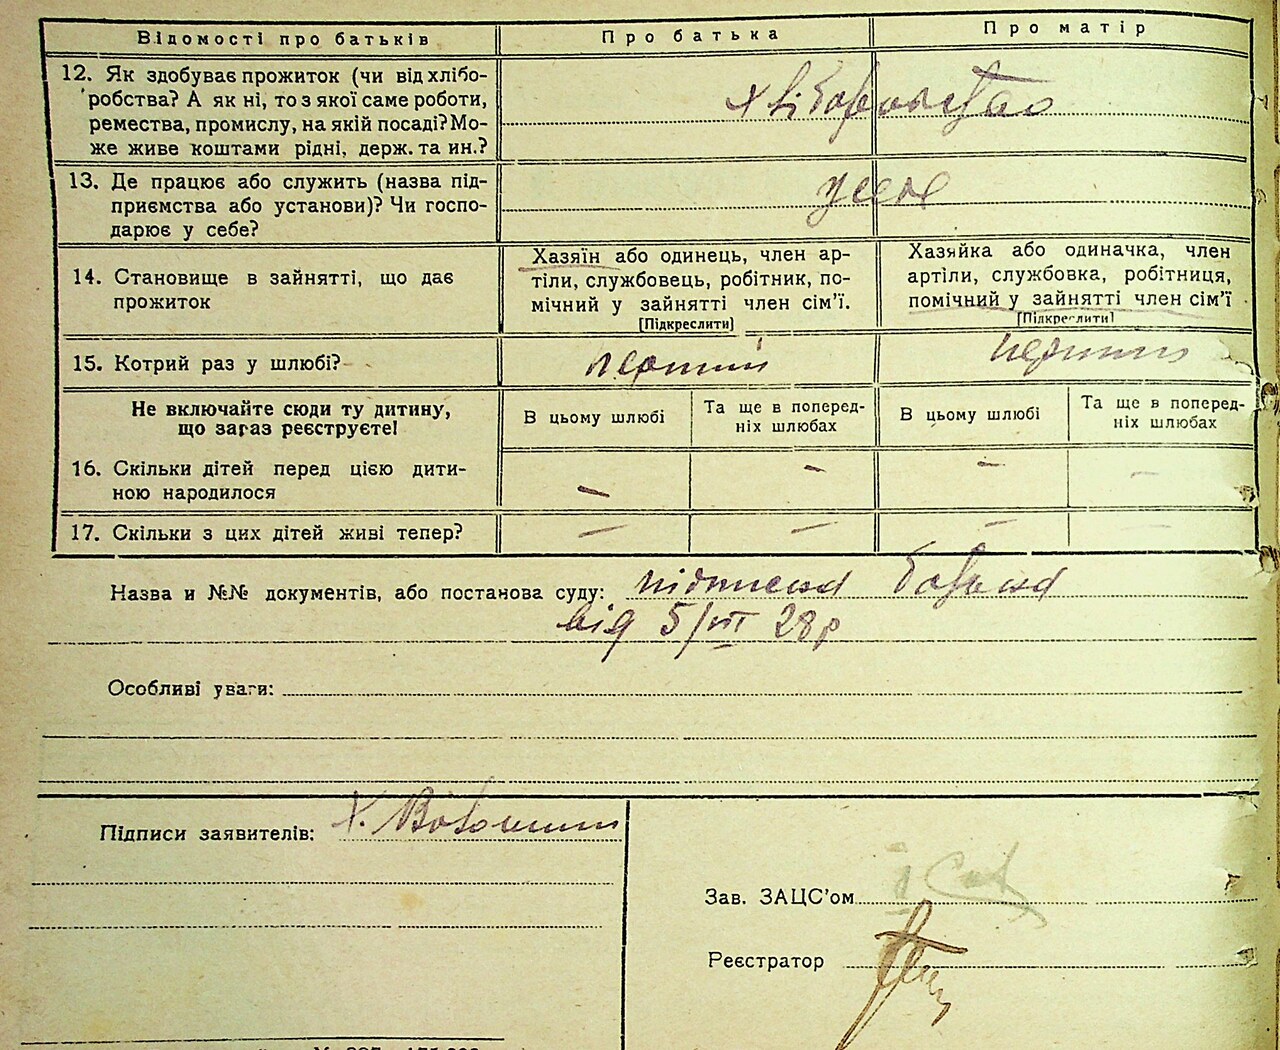 Відомості про батьків
Про батька
Про матір
12. Як здобуває прожиток (чи від хлібо-
робства? А як ні, то з якої саме роботи,
ремества, промислу, на якій посаді? Мо-
же живе коштами рідні, держ. та ин.?
хліборобство
13. Де працює або служить (назва під-
приємства або установи)? Чи госпо-
дарює у себе?
14. Становище в зайнятті, що дає
прожиток
Хазяїн або одинець, член ар-
тіли, службовець, робітник, по-
мічний у зайнятті член сім'ї.
[Підкреслити]
Хазяйка або одиначка, член
артіли, службовка, робітниця,
помічний у зайнятті член сім'ї
[Підкреслити]
15. Котрий раз у шлюбі?
перший
перший
Не включайте сюди ту дитину,
що зараз реєструєте!
В цьому шлюбі
Та ще в поперед-
ніх шлюбах
В цьому шлюбі
Та ще в поперед-
ніх шлюбах
16. Скільки дітей перед цією дити-
ною народилося
–
–
–
–
17. Скільки з цих дітей живі тепер?
–
–
–
–
Назва и №№ документів, або постанова суду:
від 5/VII 28р
Особливі уваги:
Підписи заявителів: Х.
Зав. ЗАЦС'ом
Реєстратор